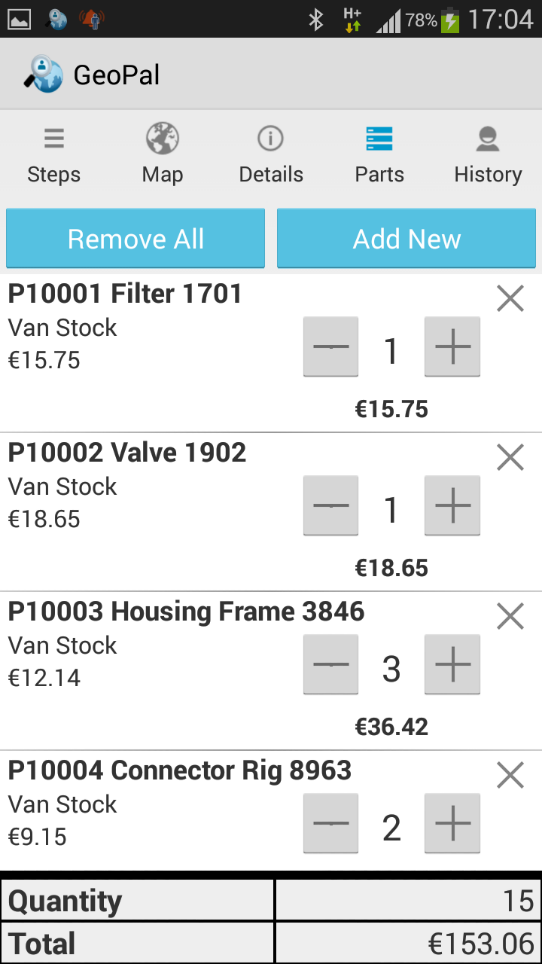 H+ 78% 17:04
GeoPal
Steps Map Details Parts History
Remove All Add New
P10001 Filter 1701
Van Stock
€15.75
1
€15.75
P10002 Valve 1902
Van Stock
€18.65
1
€18.65
P10003 Housing Frame 3846
Van Stock
€12.14
3
€36.42
P10004 Connector Rig 8963
Van Stock
€9.15
2
Quantity 15
Total €153.06